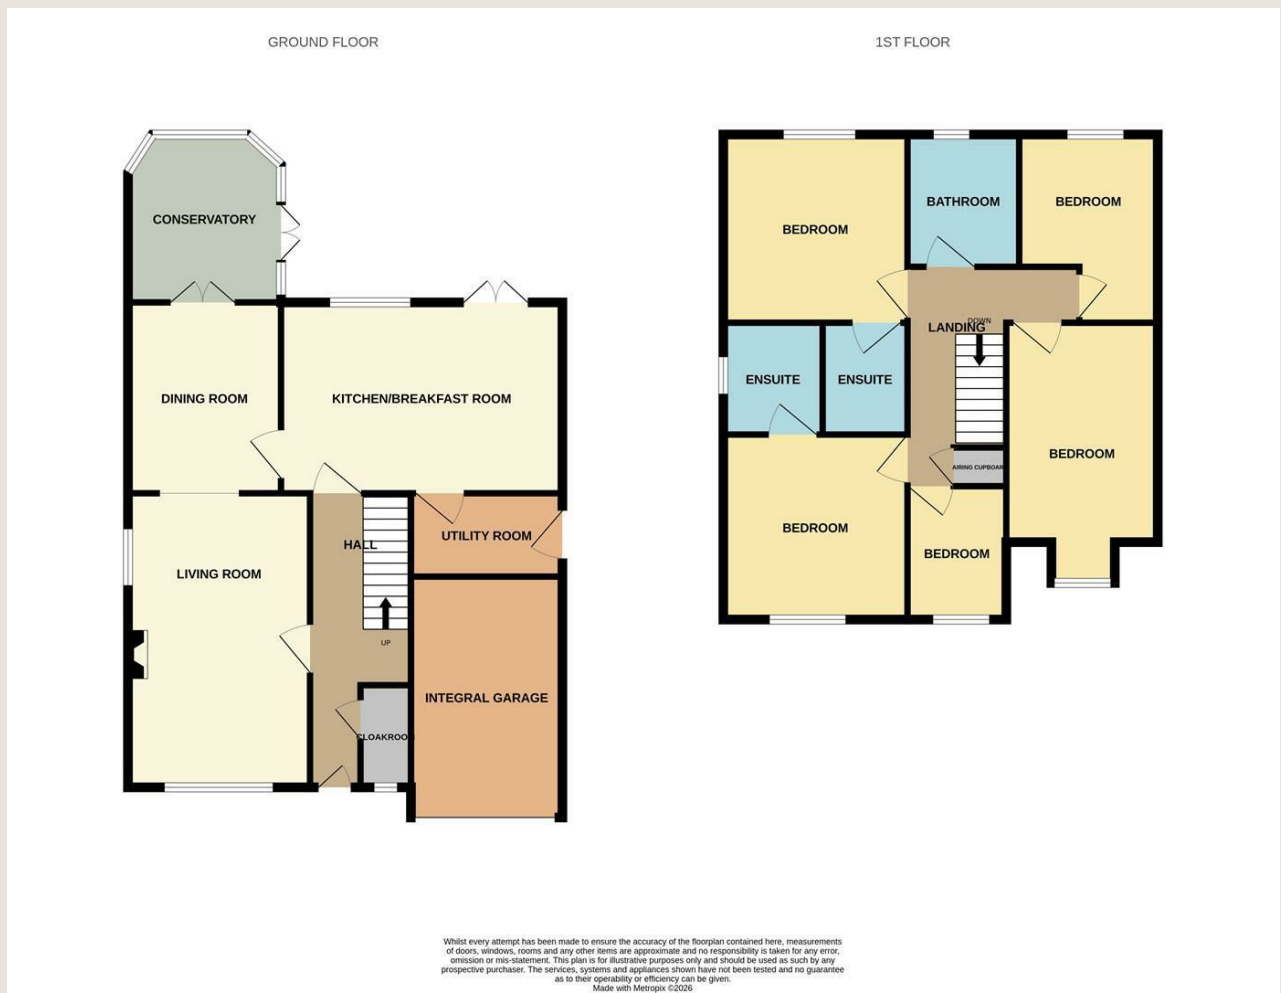 GROUND FLOOR
1ST FLOOR
CONSERVATORY
DINING ROOM
KITCHEN/BREAKFAST ROOM
HALL
UTILITY ROOM
LIVING ROOM
UP
INTEGRAL GARAGE
CLOAKROOM
BEDROOM
BATHROOM
BEDROOM
DOWN
LANDING
ENSUITE
ENSUITE
BEDROOM
AIRING CUPBOAR
BEDROOM
BEDROOM
Whilst every attempt has been made to ensure the accuracy of the floorplan contained here, measurements
of doors, windows, rooms and any other items are approximate and no responsibility is taken for any error,
omission or mis-statement. This plan is for illustrative purposes only and should be used as such by any
prospective purchaser. The services, systems and appliances shown have not been tested and no guarantee
as to their operability or efficiency can be given.
Made with Metropix ©2026